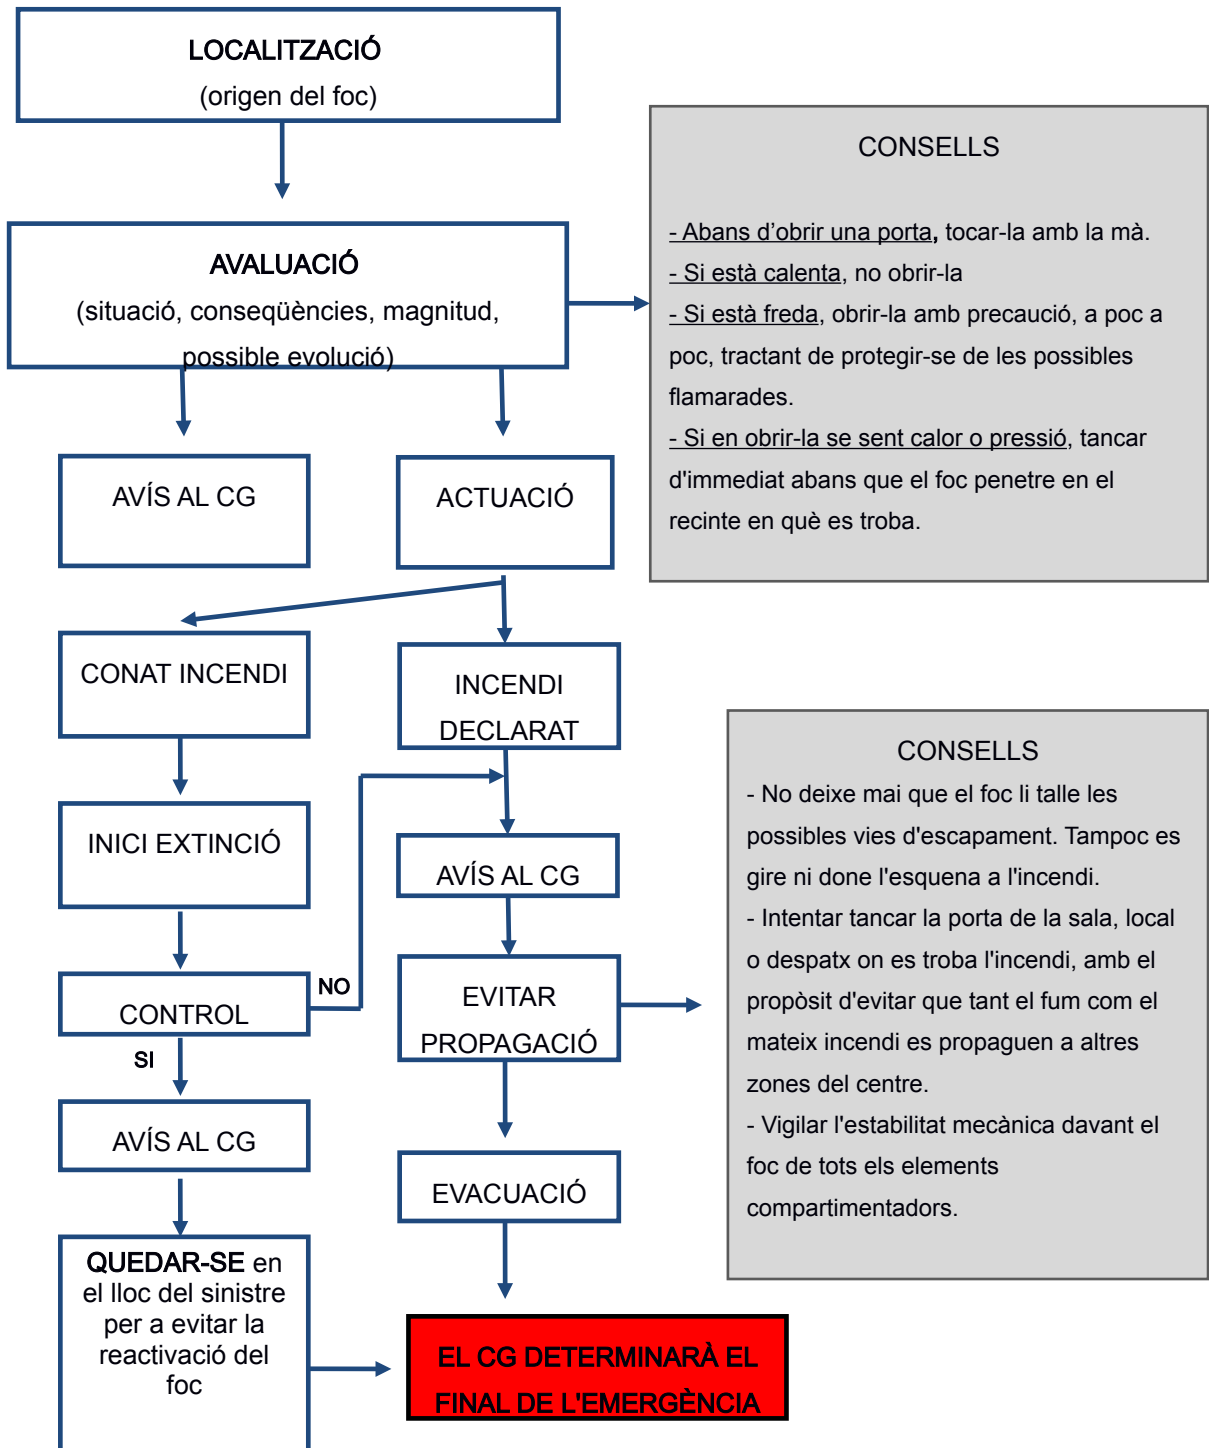 LOCALITZACIÓ
(origen del foc)
CONSELLS
- Abans d’obrir una porta, tocar-la amb la mà.
- Si està calenta, no obrir-la
- Si està freda, obrir-la amb precaució, a poc a
poc, tractant de protegir-se de les possibles
flamarades.
- Si en obrir-la se sent calor o pressió, tancar
d'immediat abans que el foc penetre en el
recinte en què es troba.
AVALUACIÓ
(situació, conseqüències, magnitud,
possible evolució)
AVÍS AL CG
ACTUACIÓ
CONAT INCENDI
INCENDI
DECLARAT
INICI EXTINCIÓ
AVÍS AL CG
CONTROL
NO
SI
EVITAR
PROPAGACIÓ
CONSELLS
- No deixe mai que el foc li talle les
possibles vies d'escapament. Tampoc es
gire ni done l'esquena a l'incendi.
- Intentar tancar la porta de la sala, local
o despatx on es troba l'incendi, amb el
propòsit d'evitar que tant el fum com el
mateix incendi es propaguen a altres
zones del centre.
- Vigilar l'estabilitat mecànica davant el
foc de tots els elements
compartimentadors.
AVÍS AL CG
EVACUACIÓ
QUEDAR-SE en
el lloc del sinistre
per a evitar la
reactivació del
foc
EL CG DETERMINARÀ EL
FINAL DE L'EMERGÈNCIA